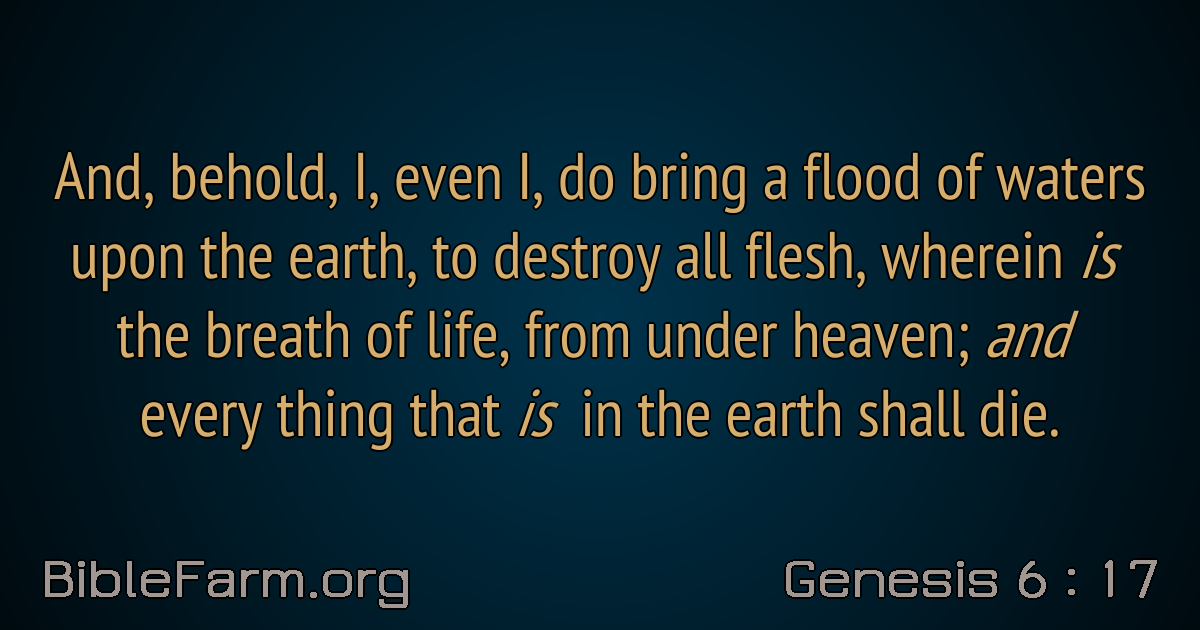 And, behold, I, even I, do bring a flood of waters
upon the earth, to destroy all flesh, wherein is
the breath of life, from under heaven; and
every thing that is in the earth shall die.
BibleFarm.org
Genesis 6 : 17